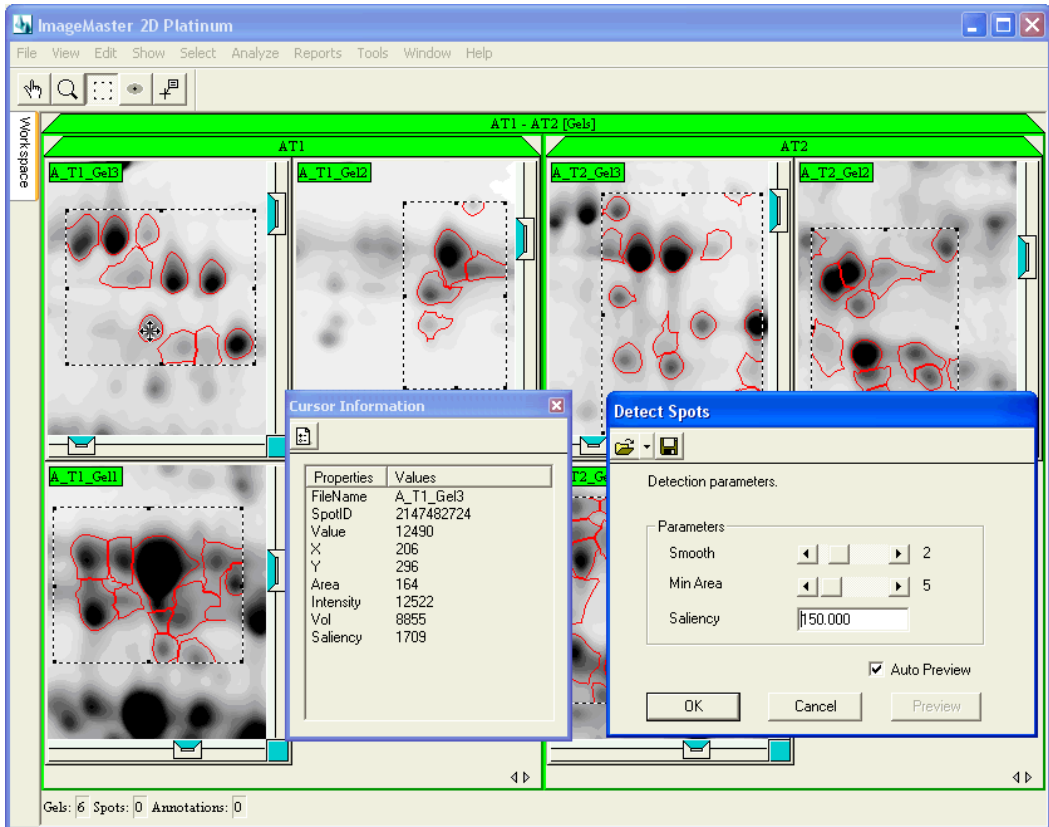 ImageMaster 2D Platinum
File View Edit Show Select Analyze Reports Tools Window Help
Workspace
AT1 - AT2 [Gels]
AT1
AT2
A_T1_Gel3
A_T1_Gel2
A_T2_Gel3
A_T2_Gel2
Cursor Information
Properties Values
FileName A_T1_Gel3
SpotID 2147482724
Value 12490
X 206
Y 296
Area 164
Intensity 12522
Vol 8855
Saliency 1709
Detect Spots
Detection parameters.
Parameters
Smooth 2
Min Area 5
Saliency 150.000
Auto Preview
OK Cancel Preview
A_T1_Gel1
Gels: 6 Spots: 0 Annotations: 0